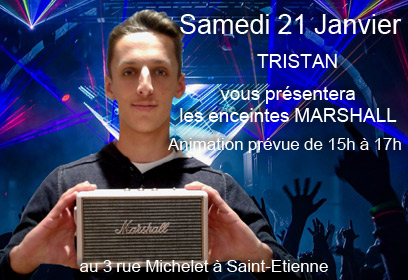 Samedi 21 Janvier
TRISTAN
vous présentera
les enceintes MARSHALL
Animation prévue de 15h à 17h
Marshall
au 3 rue Michelet à Saint-Etienne